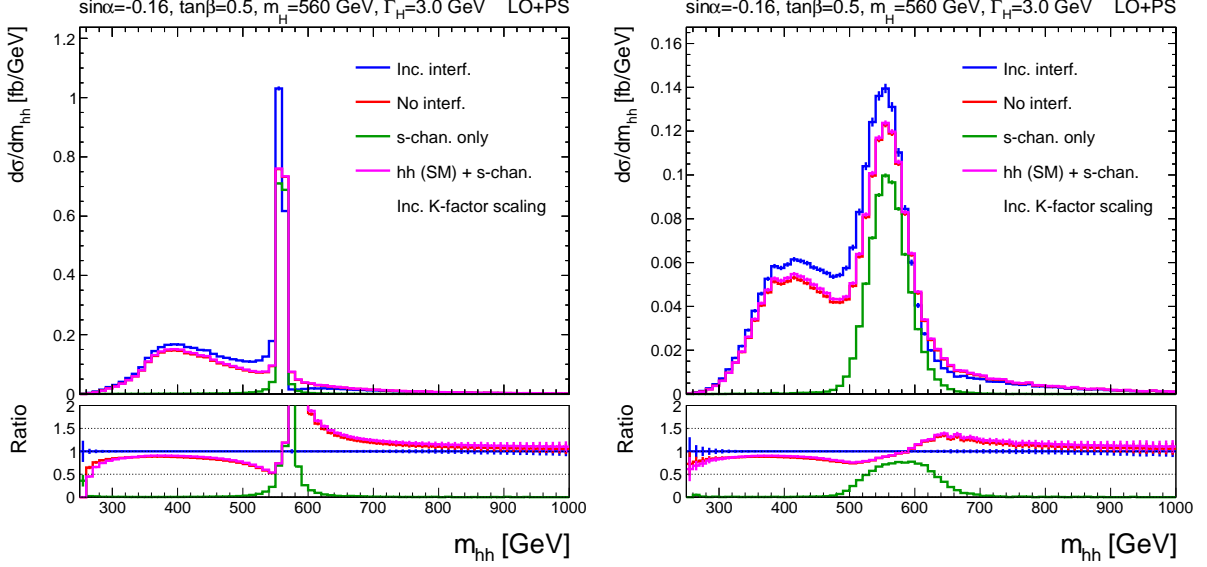 sinα=-0.16, tanβ=0.5, m_H=560 GeV, Γ_H=3.0 GeV LO+PS
dσ/dm_hh [fb/GeV]
1.2
1
0.8
0.6
0.4
0.2
0
Inc. interf.
No interf.
s-chan. only
hh (SM) + s-chan.
Inc. K-factor scaling
Ratio
2
1.5
1
0.5
0
300 400 500 600 700 800 900 1000
m_hh [GeV]
sinα=-0.16, tanβ=0.5, m_H=560 GeV, Γ_H=3.0 GeV LO+PS
dσ/dm_hh [fb/GeV]
0.16
0.14
0.12
0.1
0.08
0.06
0.04
0.02
0
Inc. interf.
No interf.
s-chan. only
hh (SM) + s-chan.
Inc. K-factor scaling
Ratio
2
1.5
1
0.5
0
300 400 500 600 700 800 900 1000
m_hh [GeV]